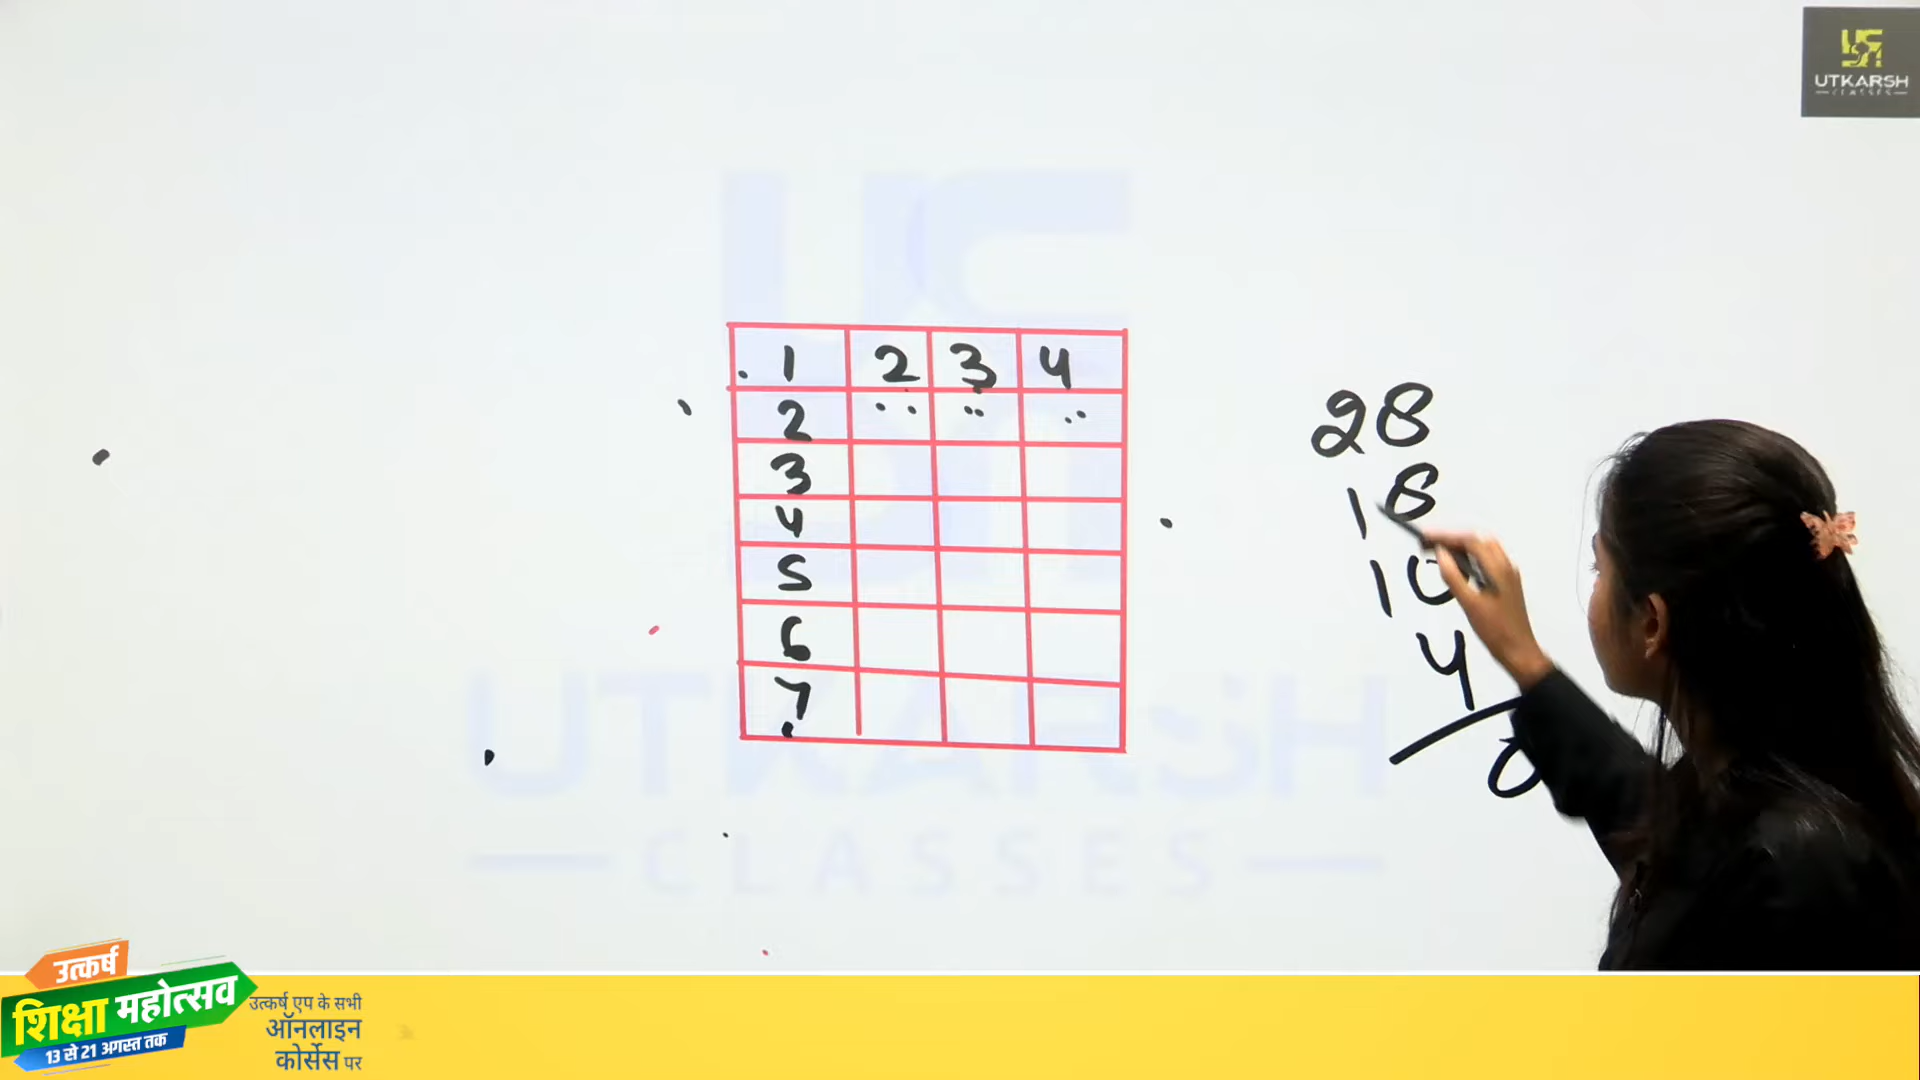 UTKARSH
CLASSES
1 2 3 4
2
3
4
5
6
7
28
18
10
4
0
UTKARSH
CLASSES
उत्कर्ष
शिक्षा महोत्सव
13 से 21 अगस्त तक
उत्कर्ष एप के सभी
ऑनलाइन
कोर्सेस पर